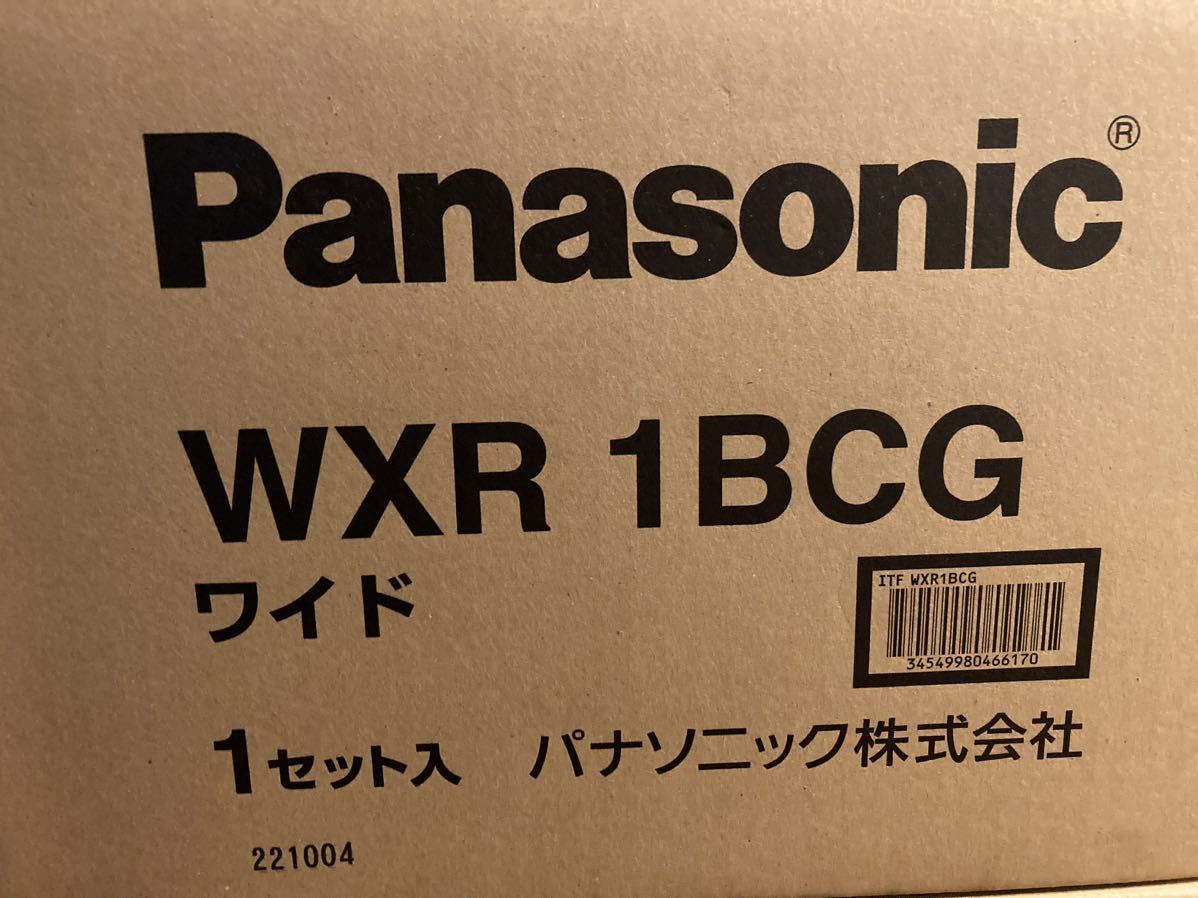 Panasonic®
WXR 1BCG
ワイド
ITF WXR1BCG
34549980466170
1セット入 パナソニック株式会社
221004